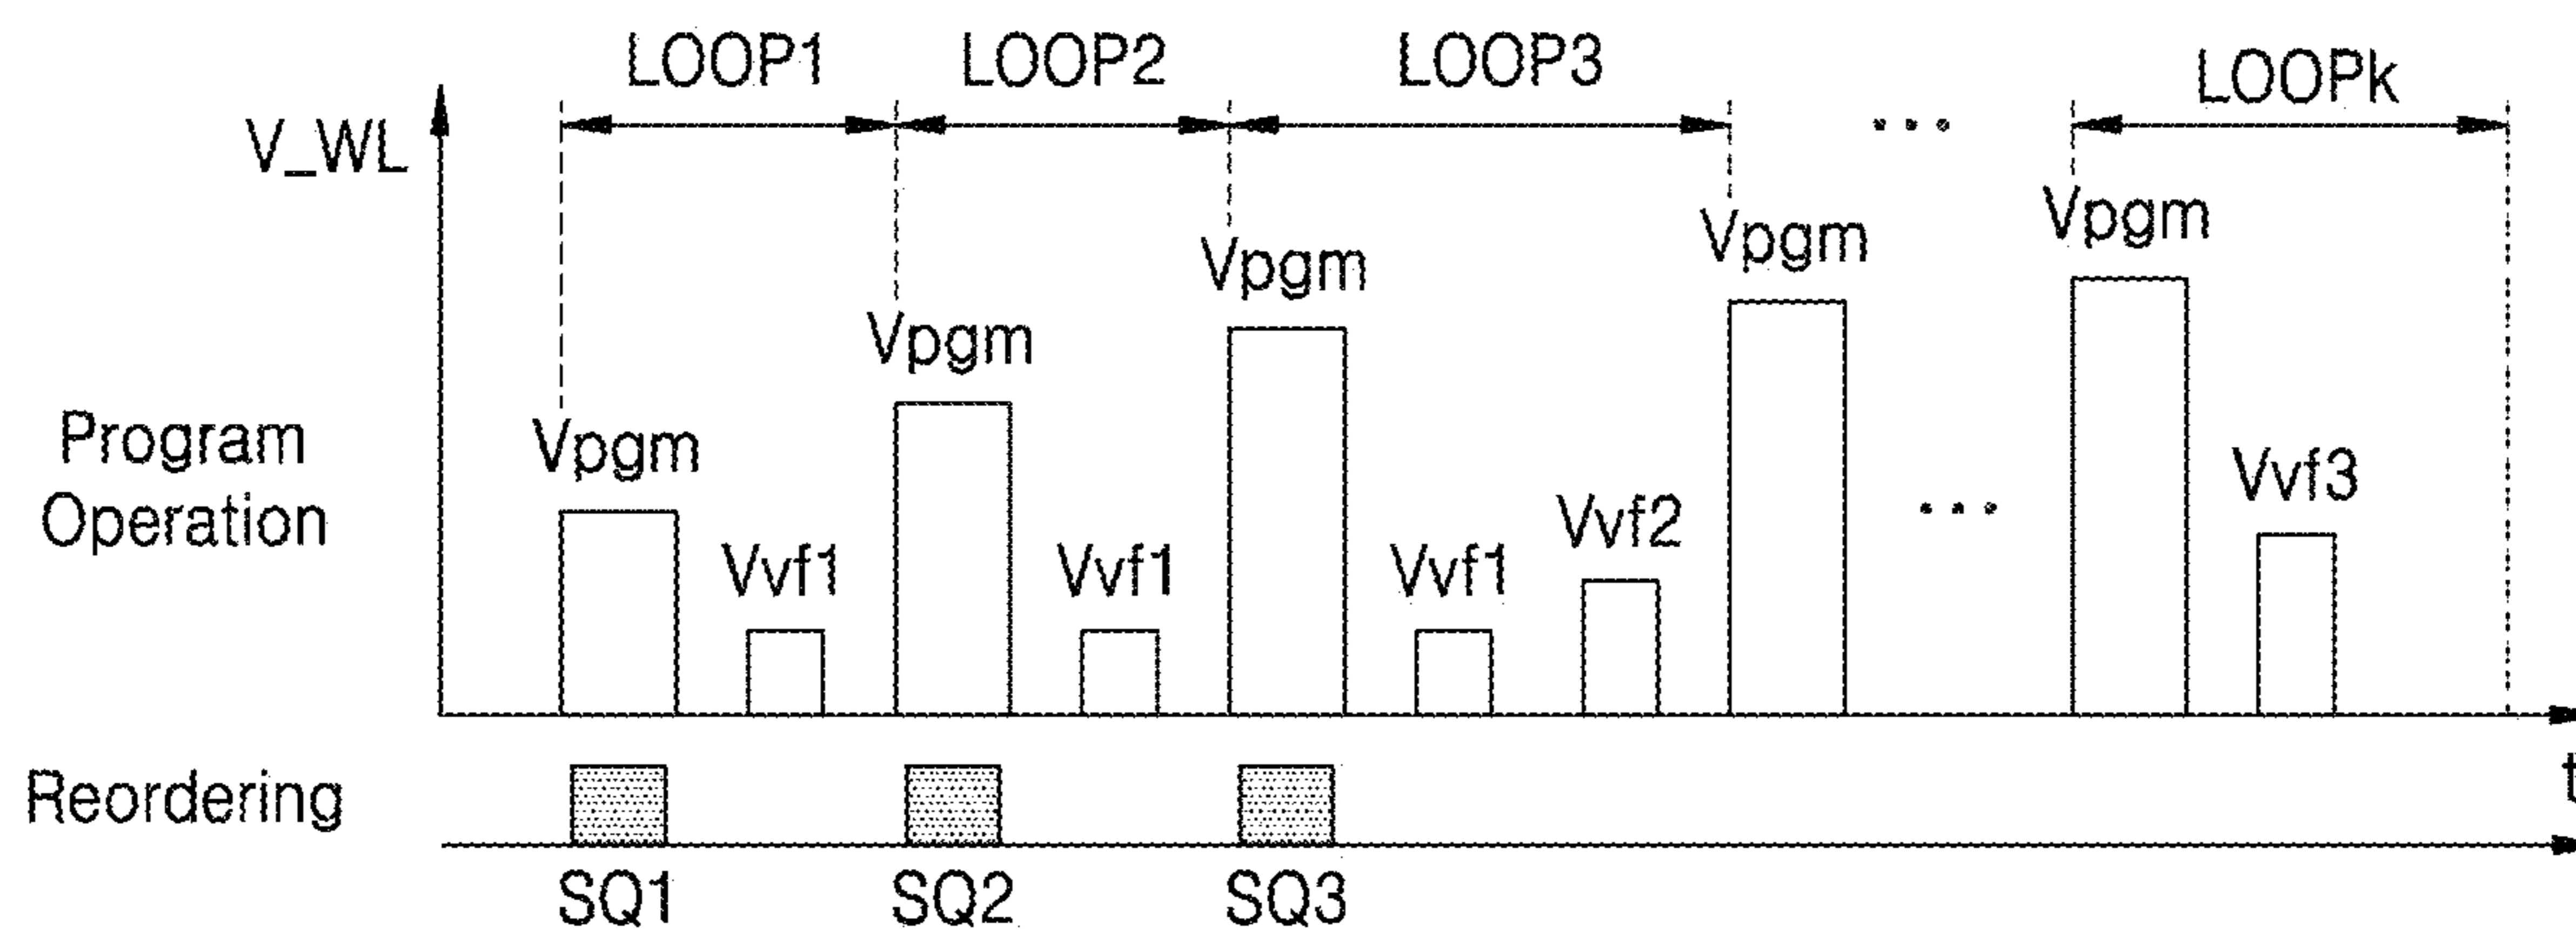 LOOP1 LOOP2 LOOP3 LOOPk
V_WL ...
Vpgm Vpgm Vpgm Vpgm Vpgm
Program
Operation
Vvf1 Vvf1 Vvf1 Vvf2 ... Vvf3
Reordering t
SQ1 SQ2 SQ3